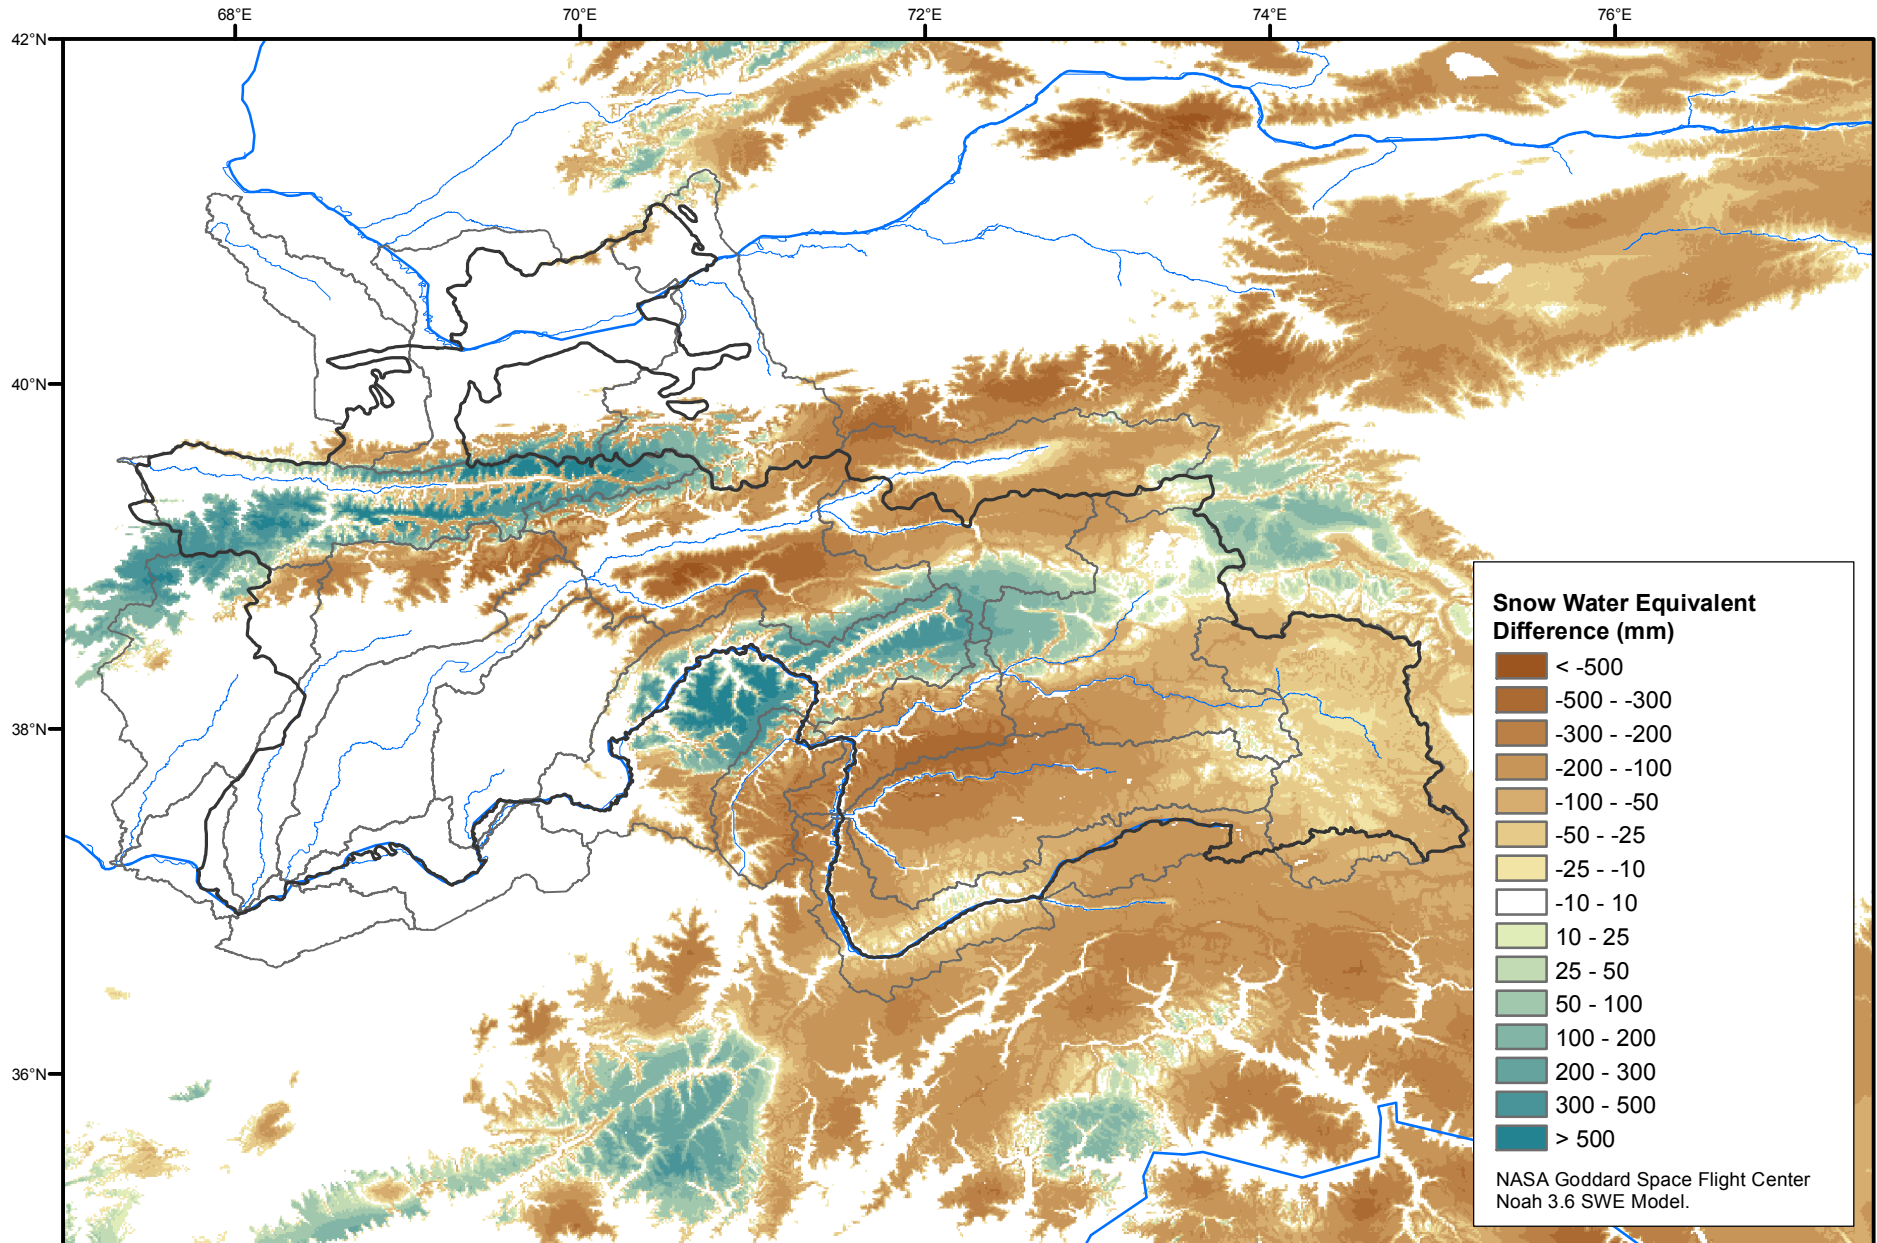 68°E 70°E 72°E 74°E 76°E
42°N
40°N
38°N
36°N
Snow Water Equivalent
Difference (mm)
< -500
-500 - -300
-300 - -200
-200 - -100
-100 - -50
-50 - -25
-25 - -10
-10 - 10
10 - 25
25 - 50
50 - 100
100 - 200
200 - 300
300 - 500
> 500
NASA Goddard Space Flight Center
Noah 3.6 SWE Model.